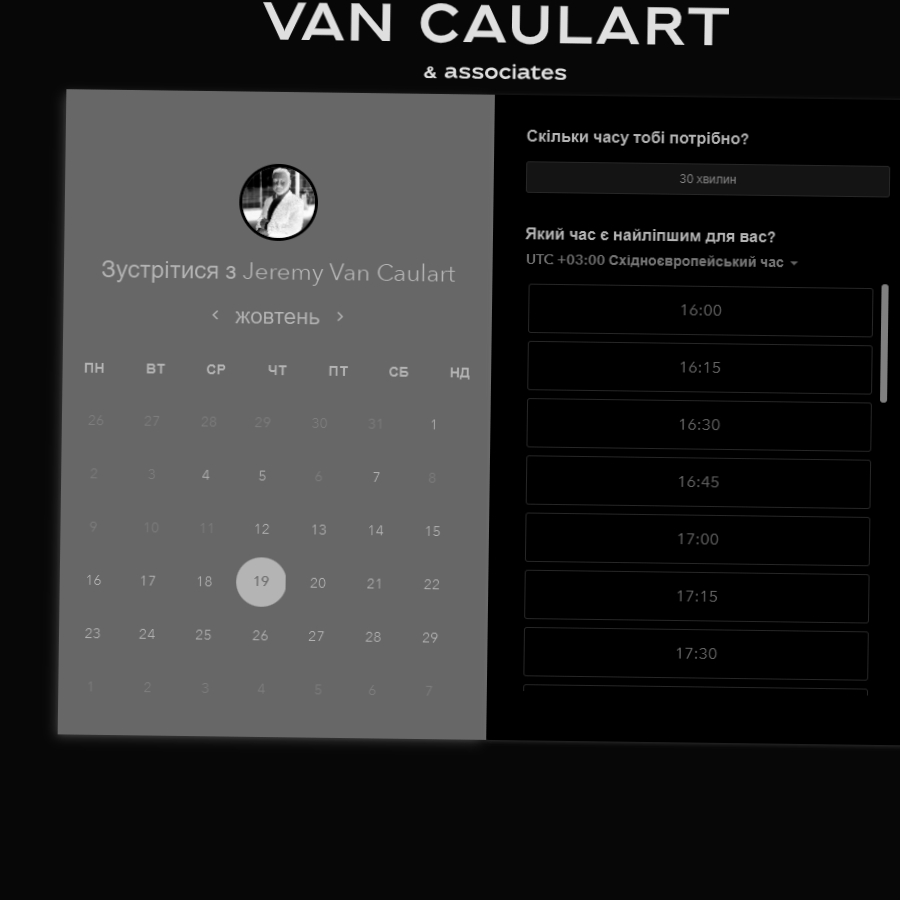 VAN CAULART
& associates
Зустрітися з Jeremy Van Caulart
жовтень
ПН ВТ СР ЧТ ПТ СБ НД
26 27 28 29 30 31 1
2 3 4 5 6 7 8
9 10 11 12 13 14 15
16 17 18 19 20 21 22
23 24 25 26 27 28 29
1 2 3 4 5 6 7
Скільки часу тобі потрібно?
30 хвилин
Який час є найліпшим для вас?
UTC +03:00 Східноєвропейський час
16:00
16:15
16:30
16:45
17:00
17:15
17:30